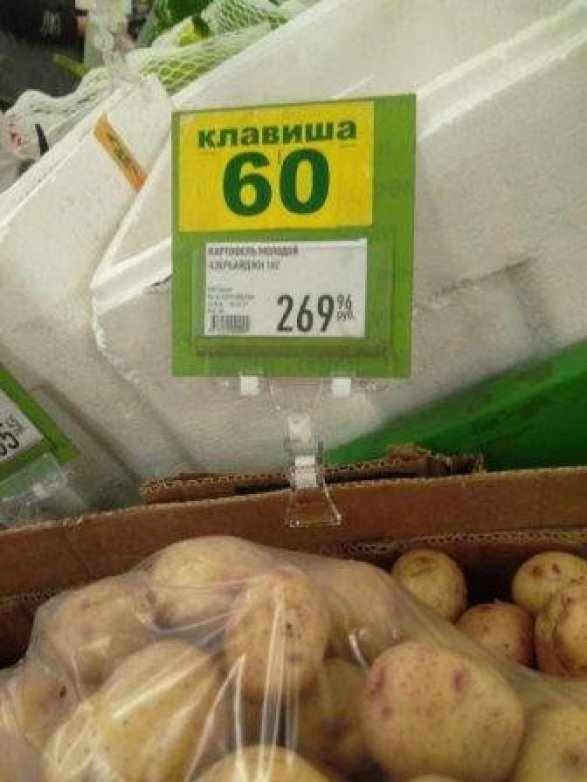 клавиша
60
КАРТОФЕЛЬ МОЛОДОЙ
АЗЕРБАЙДЖАН 1КГ
269 96
руб.